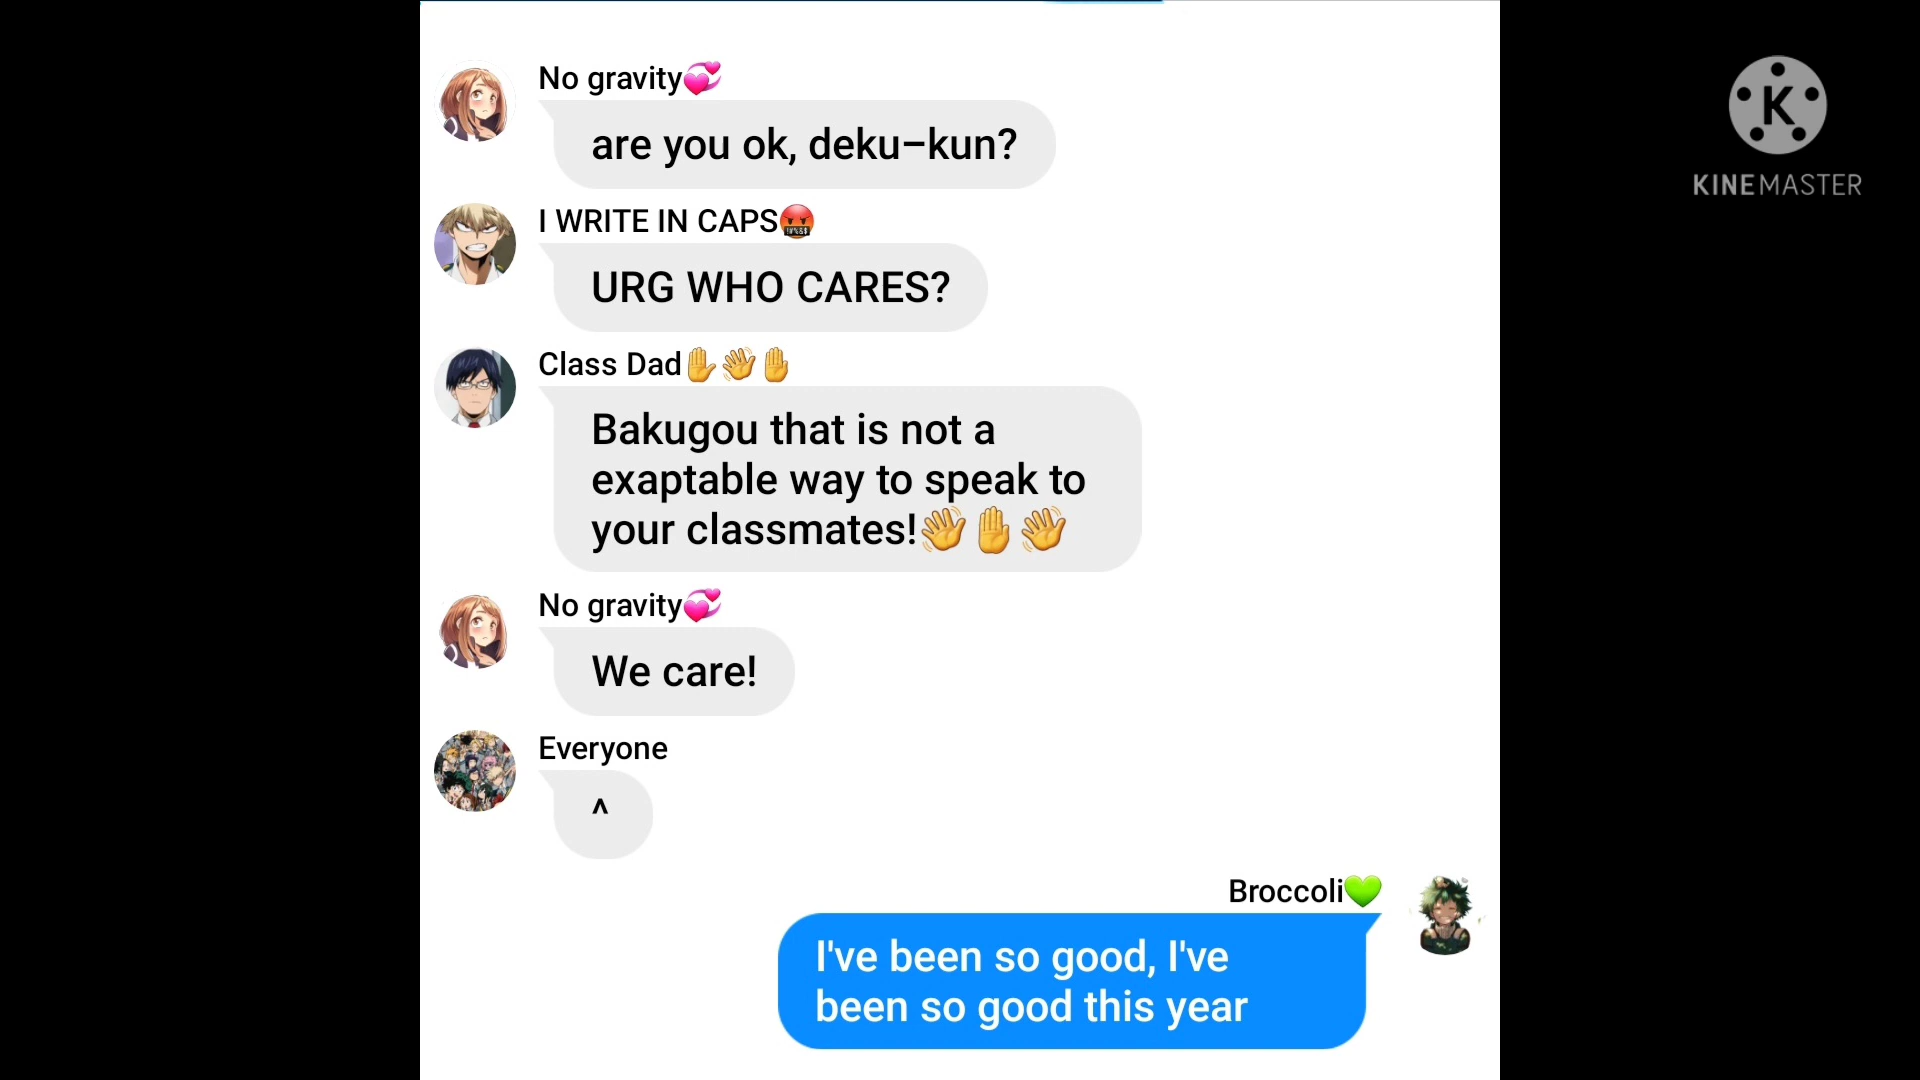 No gravity💞
are you ok, deku–kun?
I WRITE IN CAPS🤬
URG WHO CARES?
Class Dad✋👋🤚
Bakugou that is not a
exaptable way to speak to
your classmates!👋🤚👋
No gravity💞
We care!
Everyone
^
Broccoli💚
I've been so good, I've
been so good this year
K
KINEMASTER